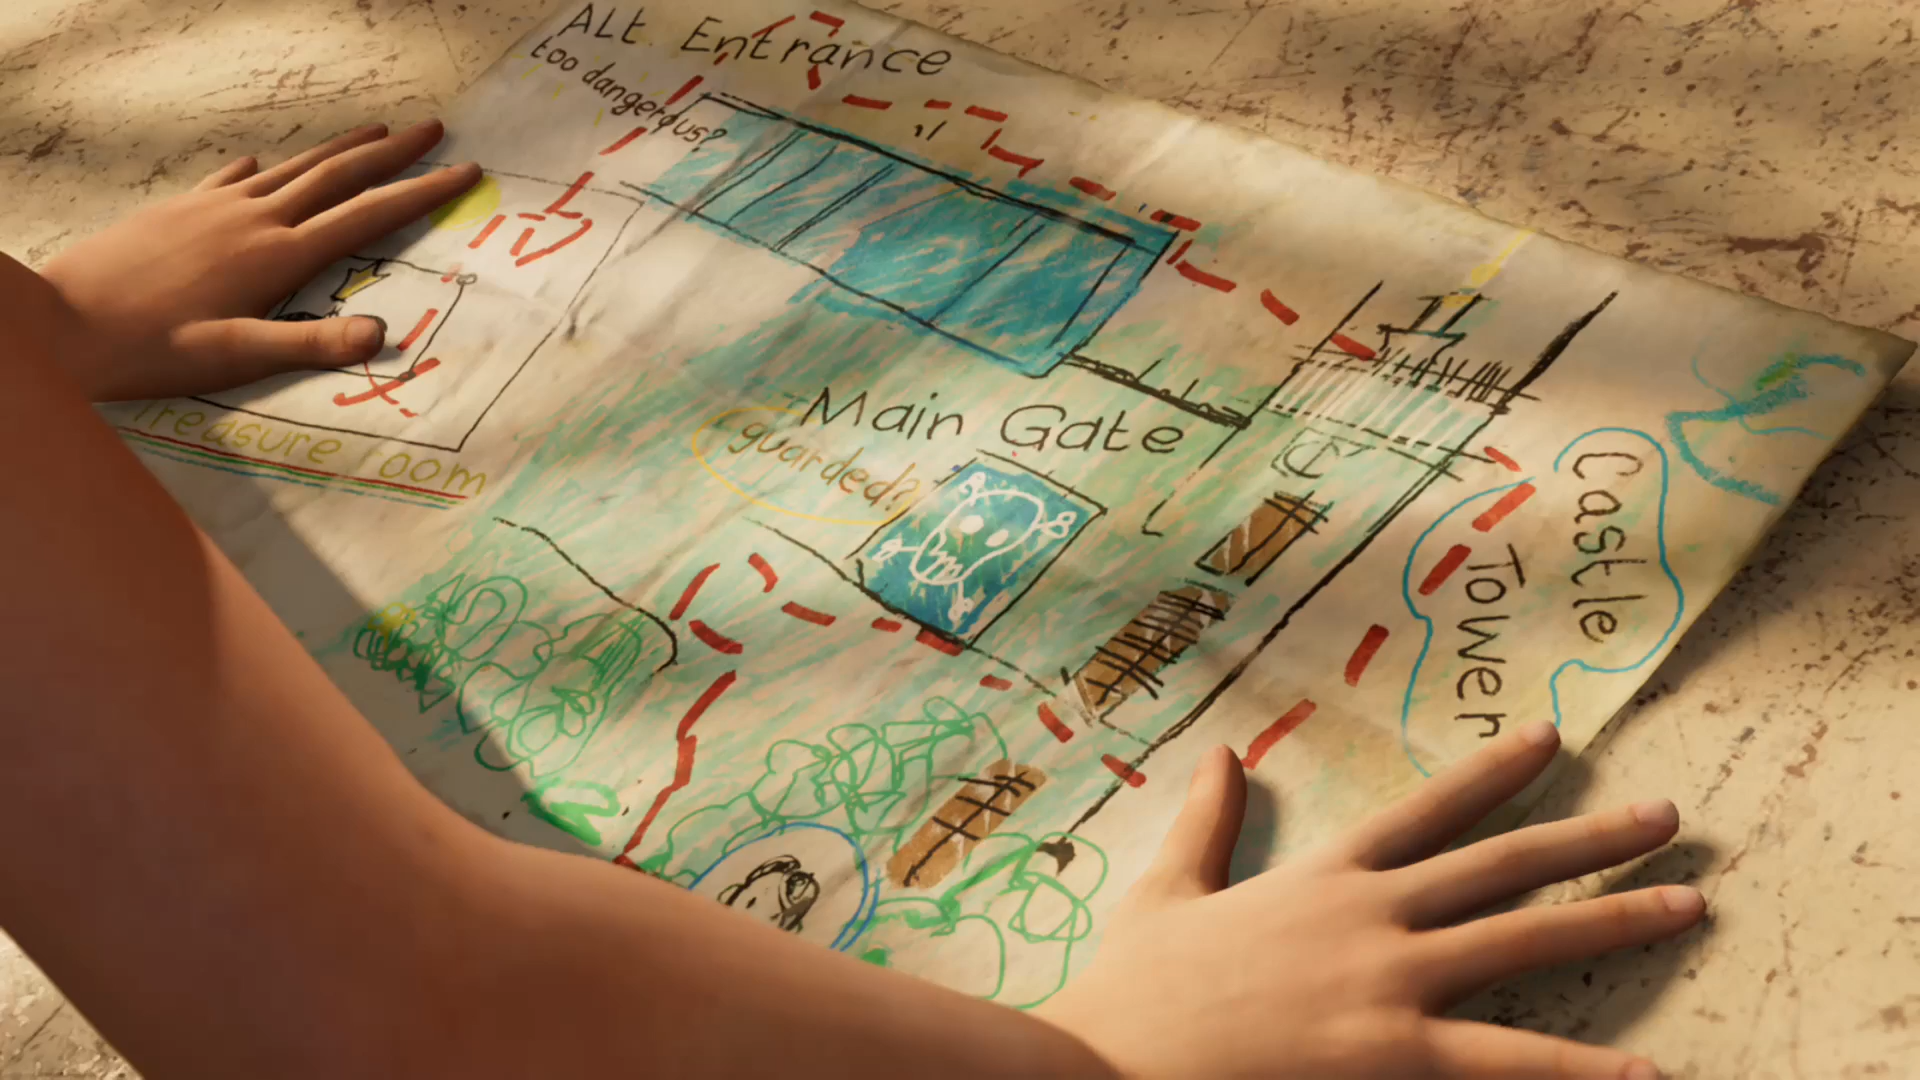 ALt. Entrance
too dangerous?
Main Gate
guarded?
Treasure room
Castle
Tower